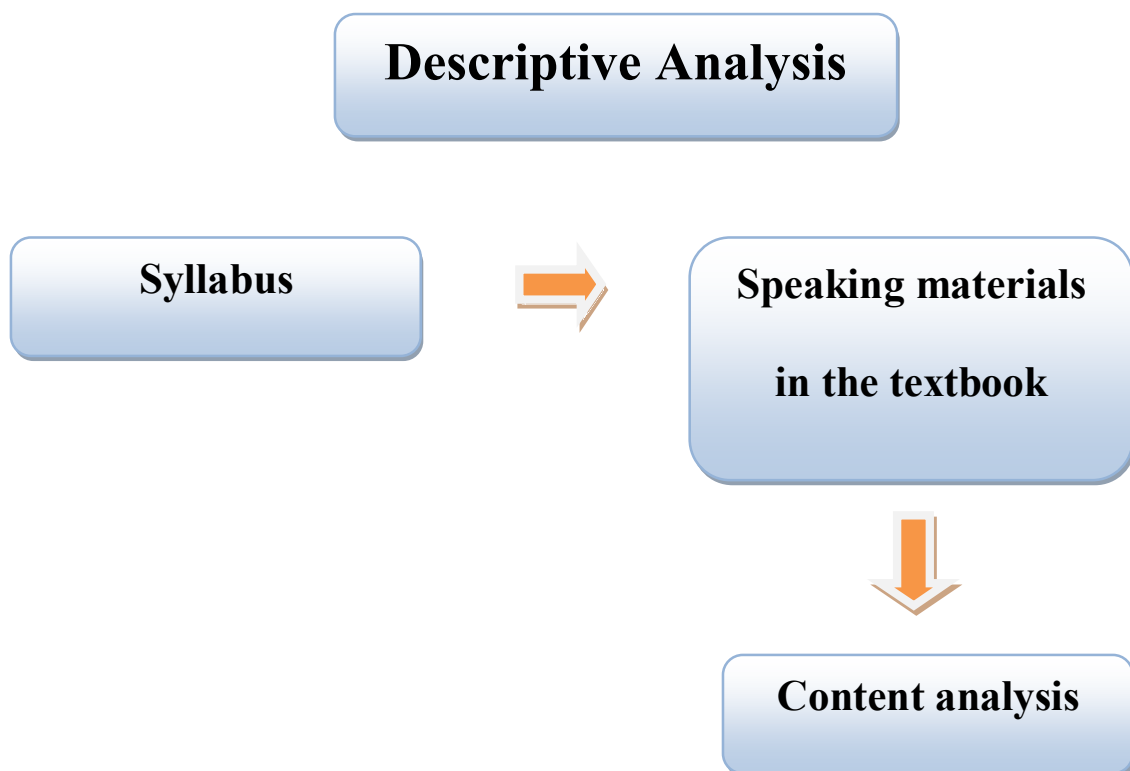 Descriptive Analysis
Syllabus
Speaking materials
in the textbook
Content analysis